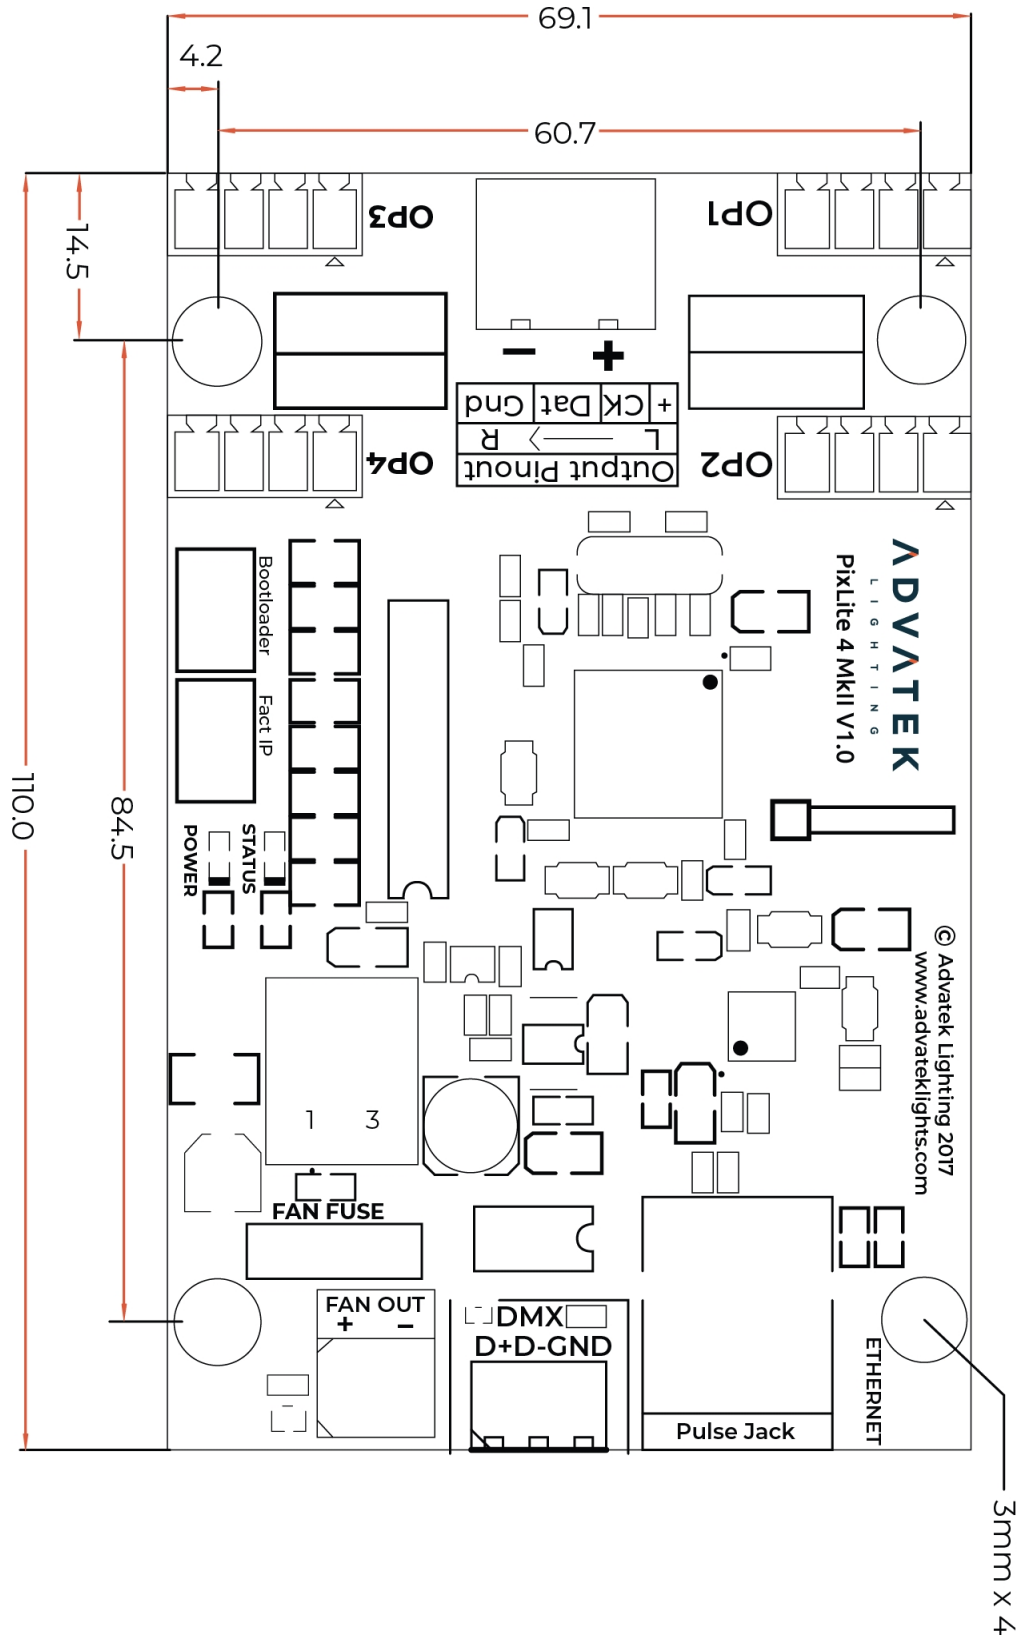 69.1
4.2
60.7
14.5
OP3
OP1
- +
Gnd Dat CK +
R L
Output Pinout
OP4
OP2
Bootloader
Fact IP
ADVATEK
LIGHTING
PixLite 4 MkII V1.0
110.0
84.5
POWER
STATUS
© Advatek Lighting 2017
www.advateklights.com
1 3
FAN FUSE
FAN OUT
+ -
DMX
D+D-GND
ETHERNET
Pulse Jack
3mm x 4